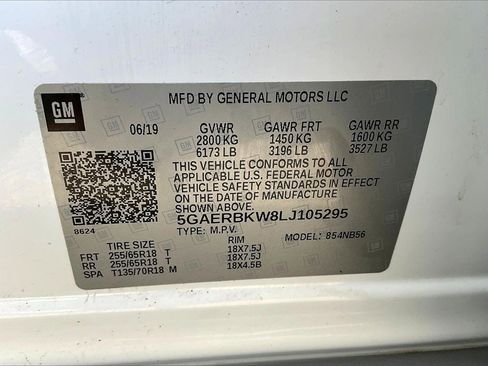 GM
MFD BY GENERAL MOTORS LLC
06/19 GVWR GAWR FRT GAWR RR
2800 KG 1450 KG 1600 KG
6173 LB 3196 LB 3527 LB
THIS VEHICLE CONFORMS TO ALL
APPLICABLE U.S. FEDERAL MOTOR
VEHICLE SAFETY STANDARDS IN EFFECT
ON THE DATE OF MANUFACTURE
SHOWN ABOVE.
5GAERBKW8LJ105295
8624
TYPE: M.P.V. MODEL: 854NB56
TIRE SIZE RIM
FRT 255/65R18 T 18X7.5J
RR 255/65R18 T 18X7.5J
SPA T135/70R18 M 18X4.5B